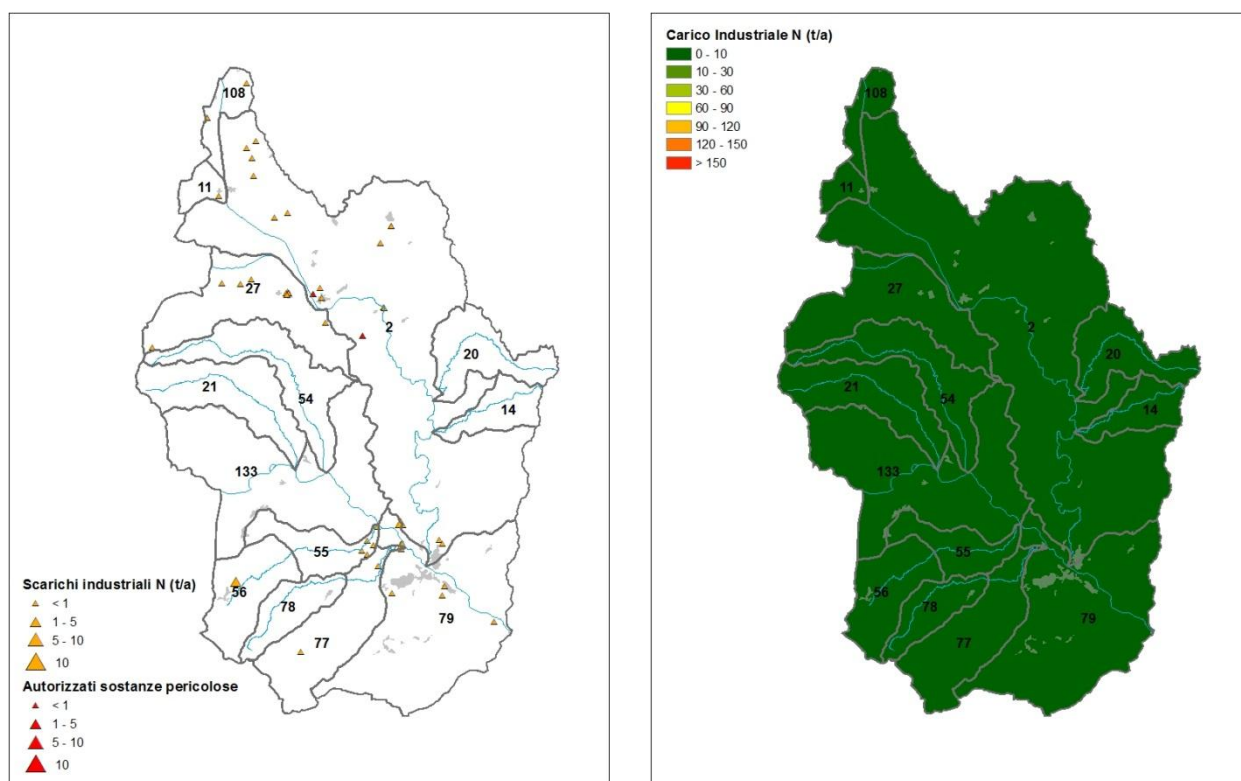 108
11
27
2
20
21
54
14
133
55
56
78
79
77
Scarichi industriali N (t/a)
< 1
1 - 5
5 - 10
10
Autorizzati sostanze pericolose
< 1
1 - 5
5 - 10
10
Carico Industriale N (t/a)
0 - 10
10 - 30
30 - 60
60 - 90
90 - 120
120 - 150
> 150
108
11
27
2
20
21
54
14
133
55
56
78
79
77